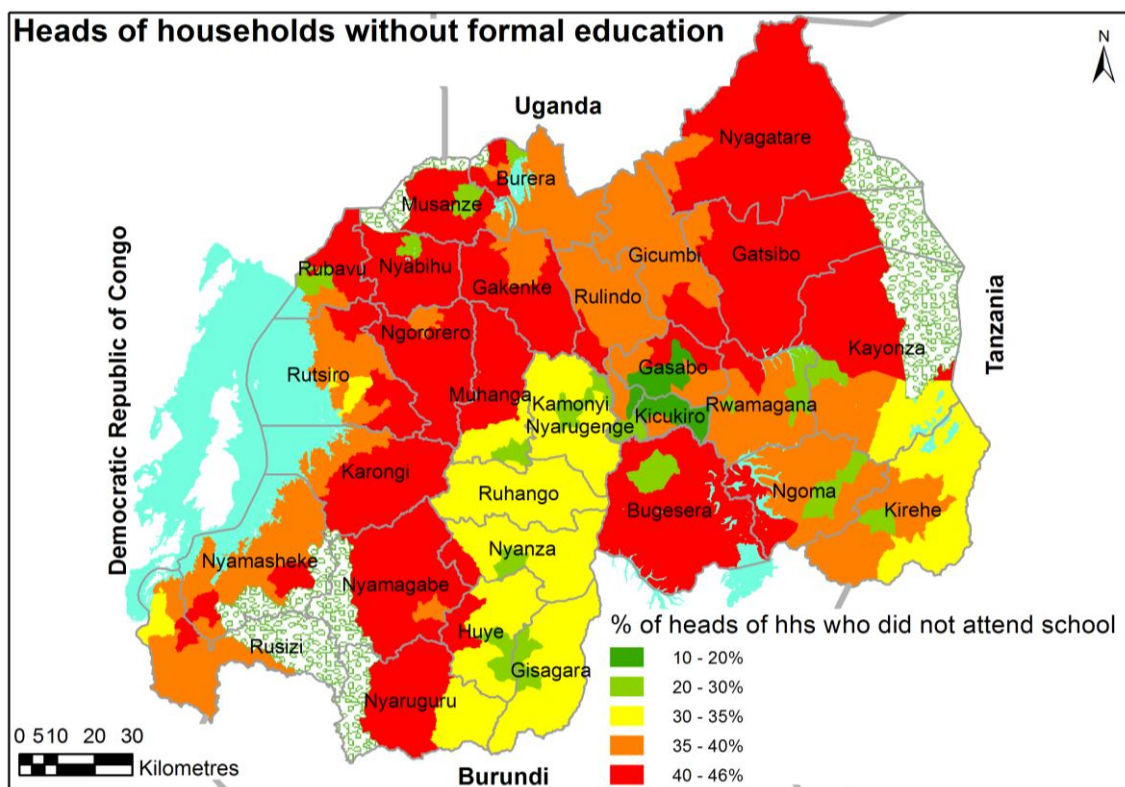 Heads of households without formal education
N
Uganda
Nyagatare
Burera
Musanze
Gicumbi
Gatsibo
Rubavu
Nyabihu
Gakenke
Rulindo
Democratic Republic of Congo
Ngororero
Kayonza
Tanzania
Rutsiro
Gasabo
Muhanga
Kamonyi
Kicukiro
Rwamagana
Nyarugenge
Karongi
Ruhango
Bugesera
Ngoma
Kirehe
Nyanza
Nyamasheke
Nyamagabe
Huye
% of heads of hhs who did not attend school
Rusizi
Gisagara
10 - 20%
20 - 30%
Nyaruguru
30 - 35%
0 5 10 20 30
35 - 40%
Kilometres
Burundi
40 - 46%